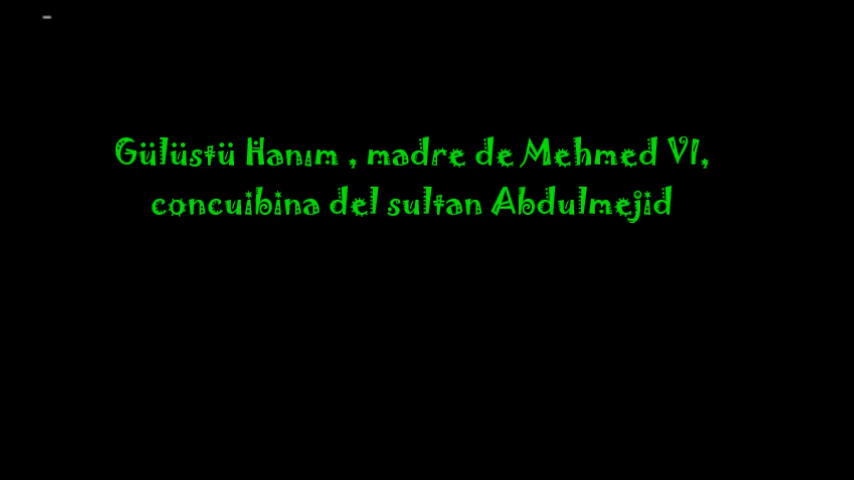 Gülüstü Hanım , madre de Mehmed VI,
concuibina del sultan Abdulmejid